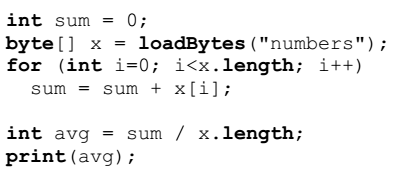 int sum = 0;
byte[] x = loadBytes("numbers");
for (int i=0; i<x.length; i++)
  sum = sum + x[i];

int avg = sum / x.length;
print(avg);